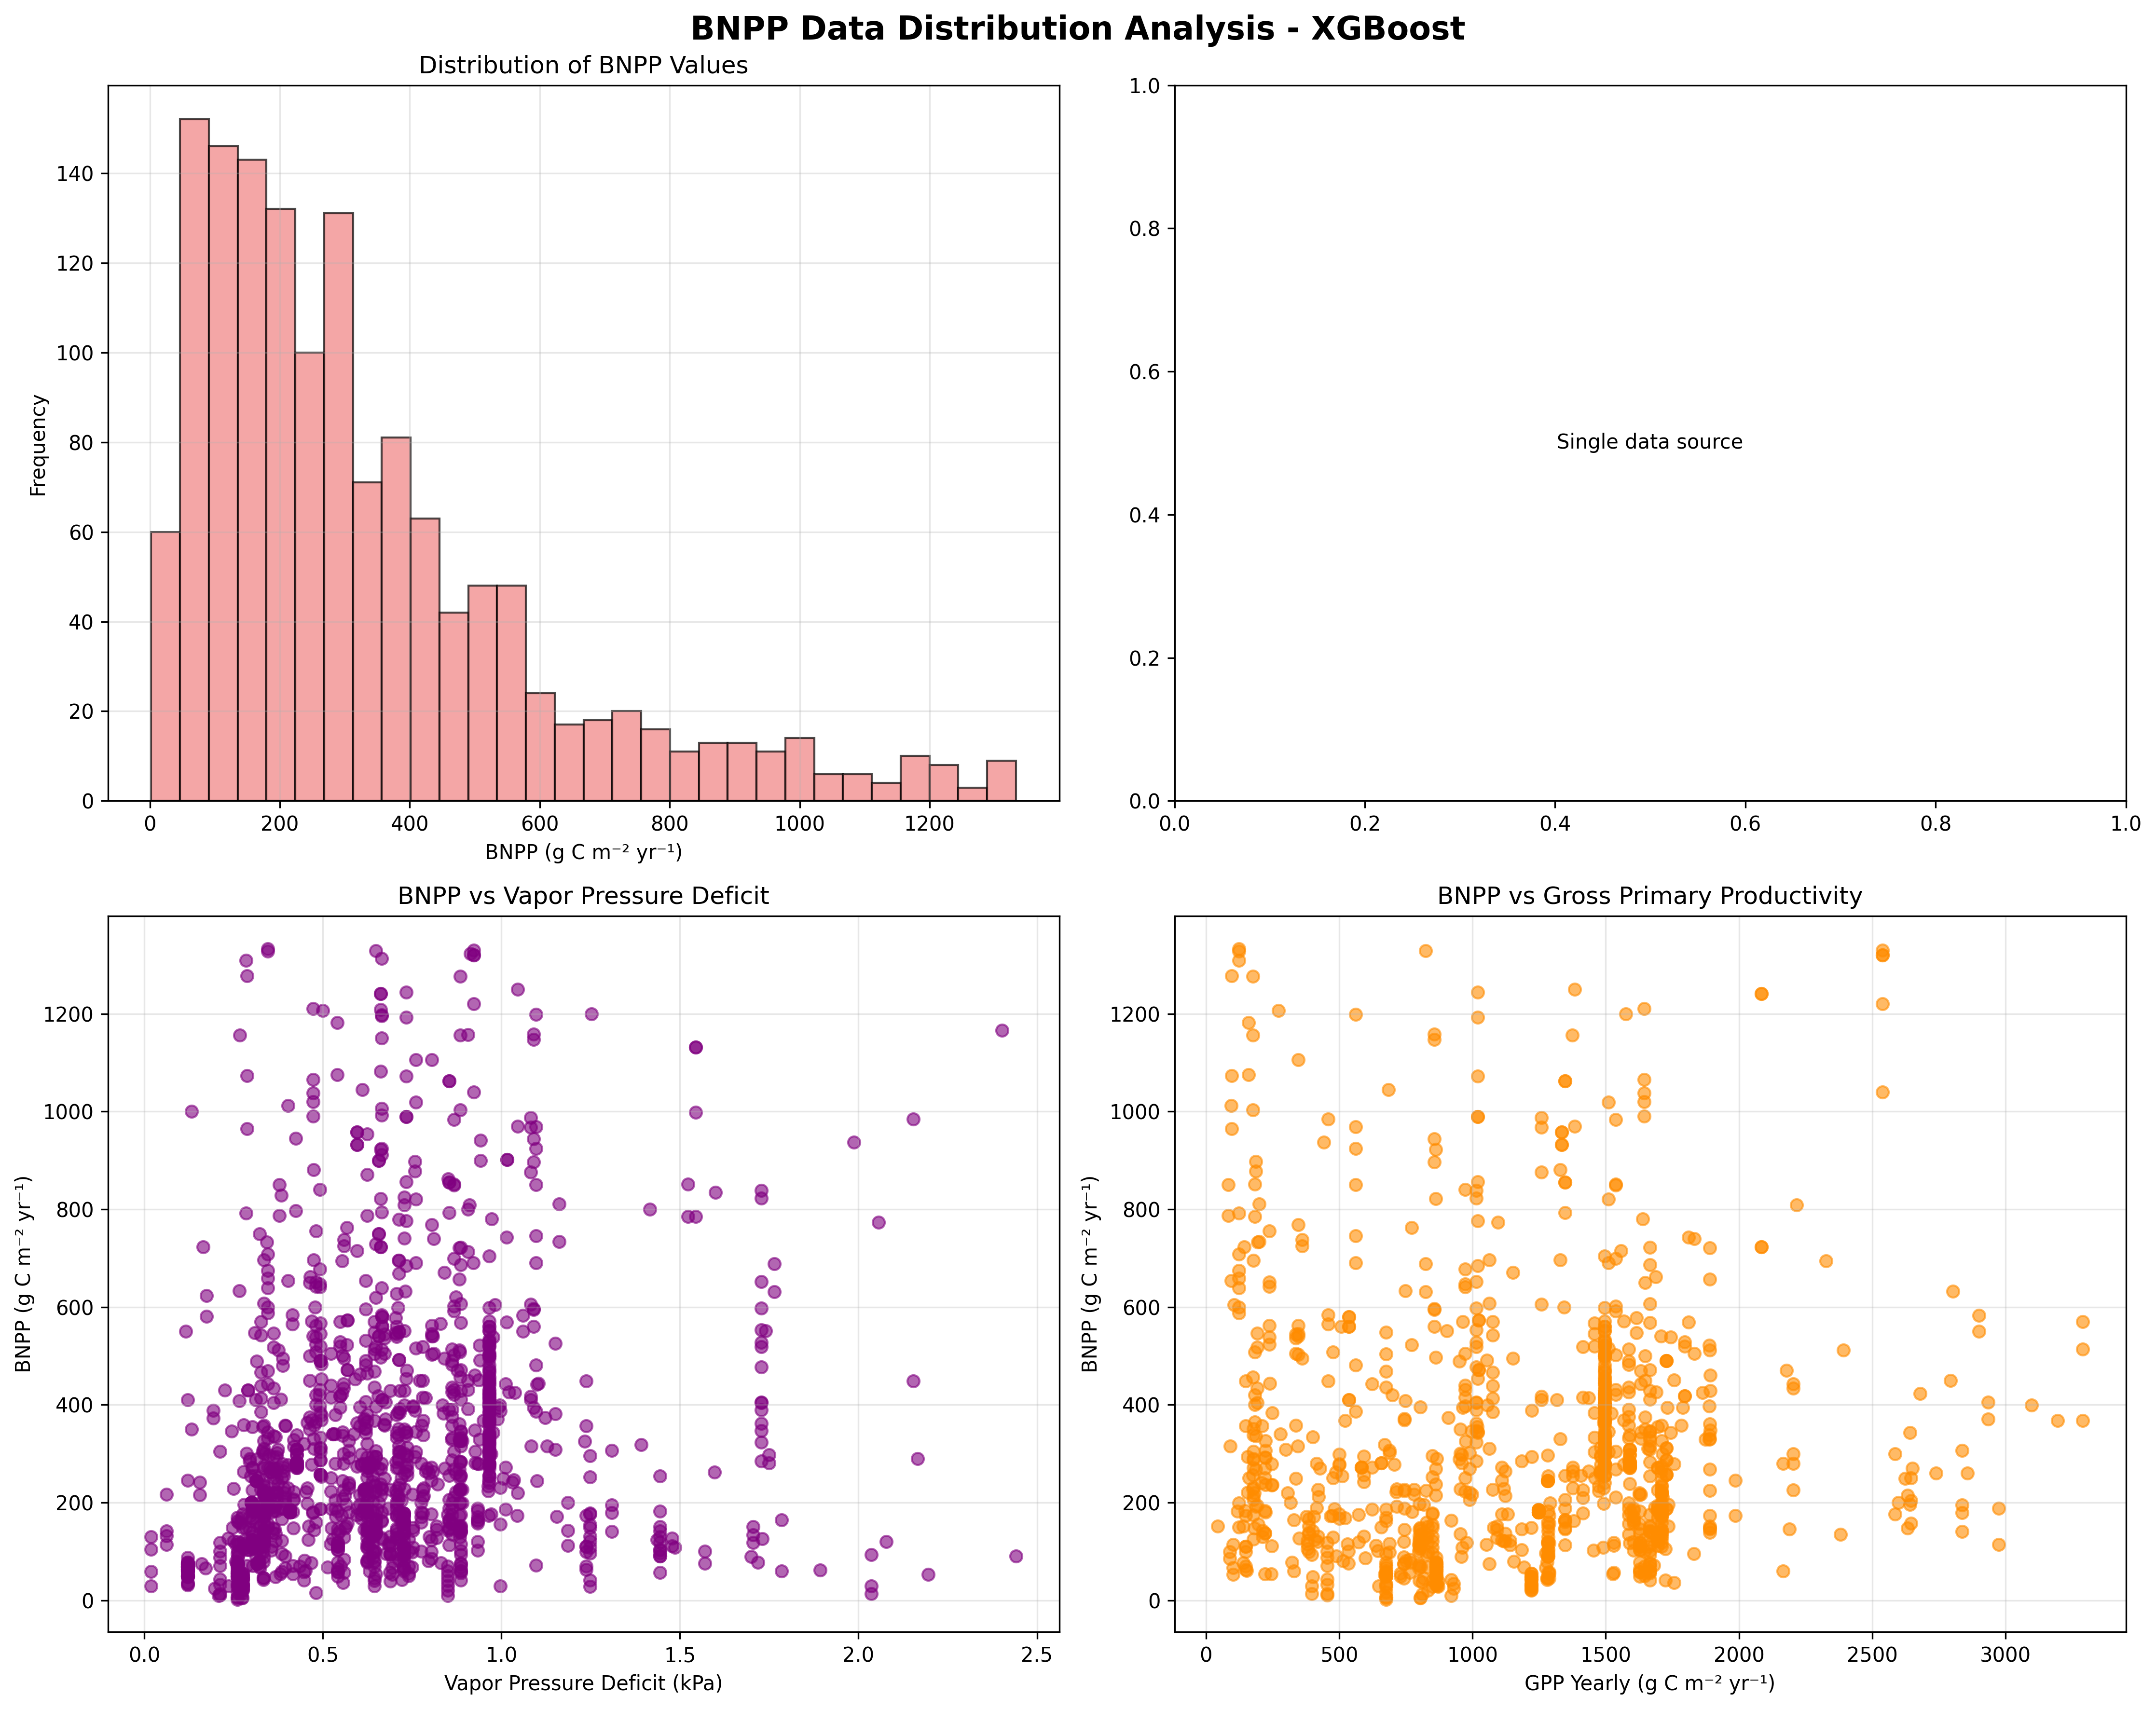 BNPP Data Distribution Analysis - XGBoost
Distribution of BNPP Values
Frequency
0
20
40
60
80
100
120
140
0 200 400 600 800 1000 1200
BNPP (g C m⁻² yr⁻¹)
1.0
0.8
0.6
0.4
0.2
0.0
Single data source
0.0 0.2 0.4 0.6 0.8 1.0
BNPP vs Vapor Pressure Deficit
BNPP (g C m⁻² yr⁻¹)
1200
1000
800
600
400
200
0
0.0 0.5 1.0 1.5 2.0 2.5
Vapor Pressure Deficit (kPa)
BNPP vs Gross Primary Productivity
BNPP (g C m⁻² yr⁻¹)
1200
1000
800
600
400
200
0
0 500 1000 1500 2000 2500 3000
GPP Yearly (g C m⁻² yr⁻¹)